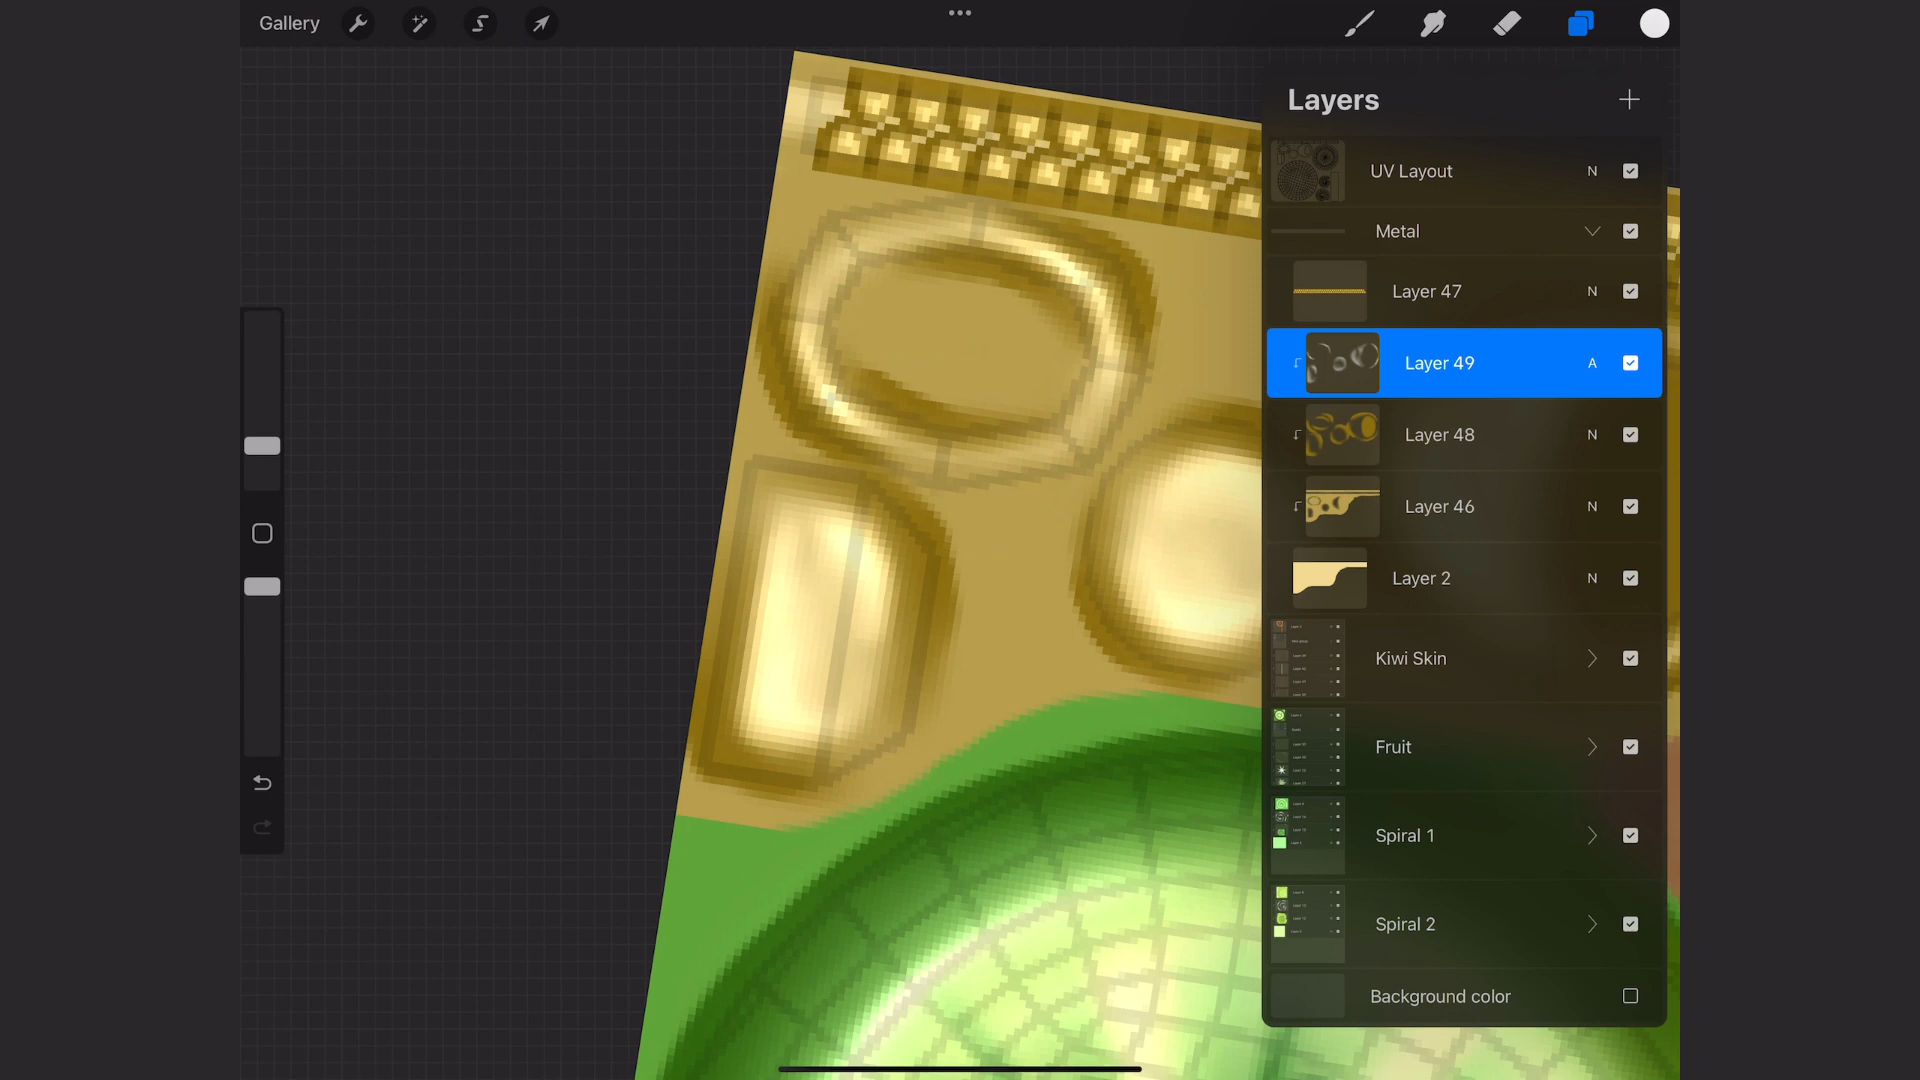 Gallery
Layers
UV Layout N
Metal
Layer 47 N
Layer 49 A
Layer 48 N
Layer 46 N
Layer 2 N
Kiwi Skin
Fruit
Spiral 1
Spiral 2
Background color